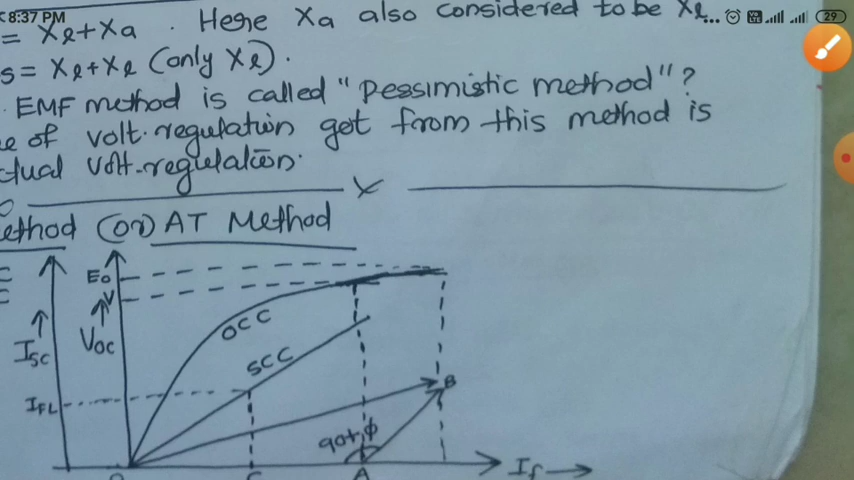 8:37 PM 29
= Xl+Xa . Here Xa also considered to be Xl...
s = Xl+Xl (only Xl).
EMF method is called "pessimistic method"?
e of volt.regulation got from this method is
ctual volt.regulation.
ethod (or) AT Method
E0
V
Isc
Voc
OCC
SCC
IFL
B
90+φ
O C A If